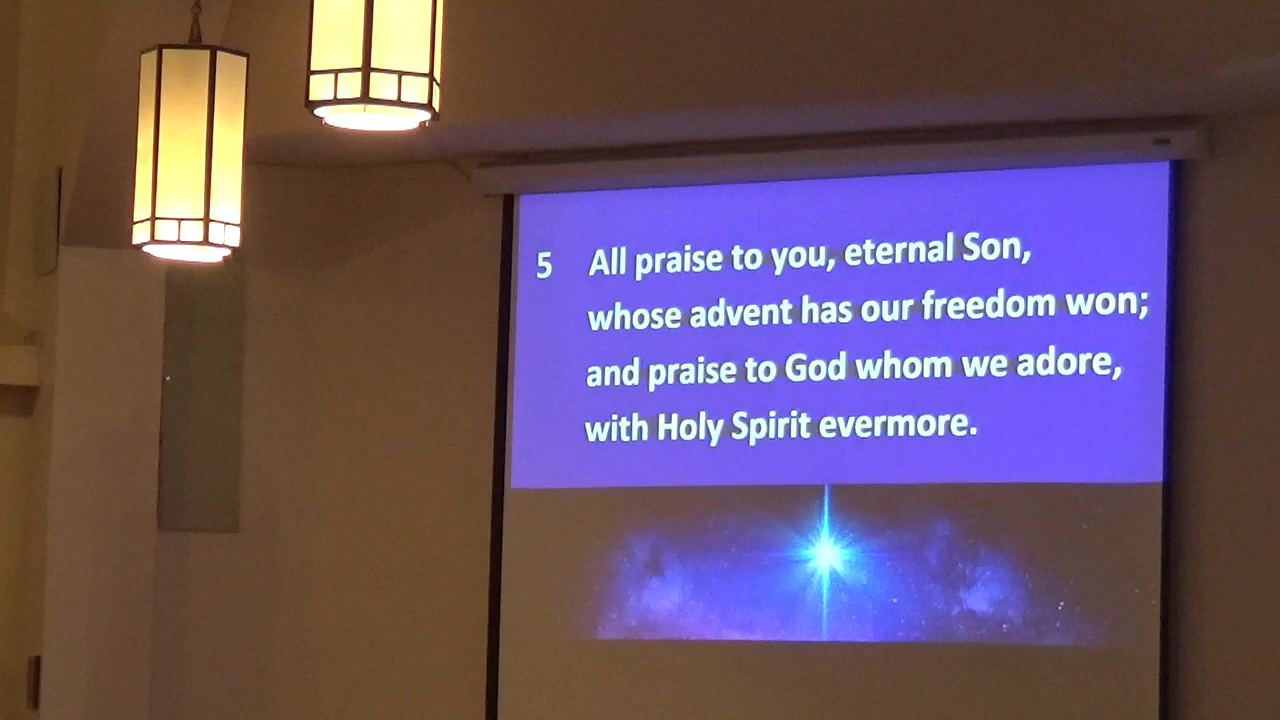 5 All praise to you, eternal Son,
whose advent has our freedom won;
and praise to God whom we adore,
with Holy Spirit evermore.